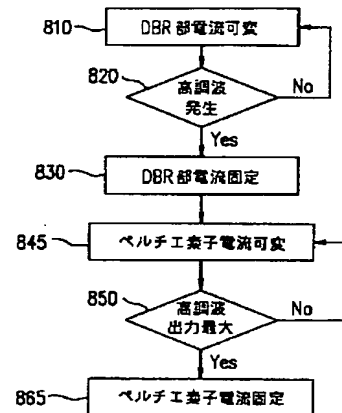 810
DBR部電流可変
820
高調波
発生
No
Yes
830
DBR部電流固定
845
ペルチエ素子電流可変
850
高調波
出力最大
No
Yes
865
ペルチエ素子電流固定